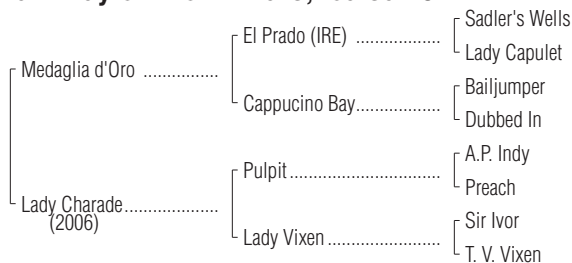 Sadler's Wells
El Prado (IRE)
Lady Capulet
Medaglia d'Oro ................
Bailjumper
Cappucino Bay...................
Dubbed In
A.P. Indy
Pulpit..................................
Preach
Lady Charade....................
(2006)
Sir Ivor
Lady Vixen .........................
T. V. Vixen